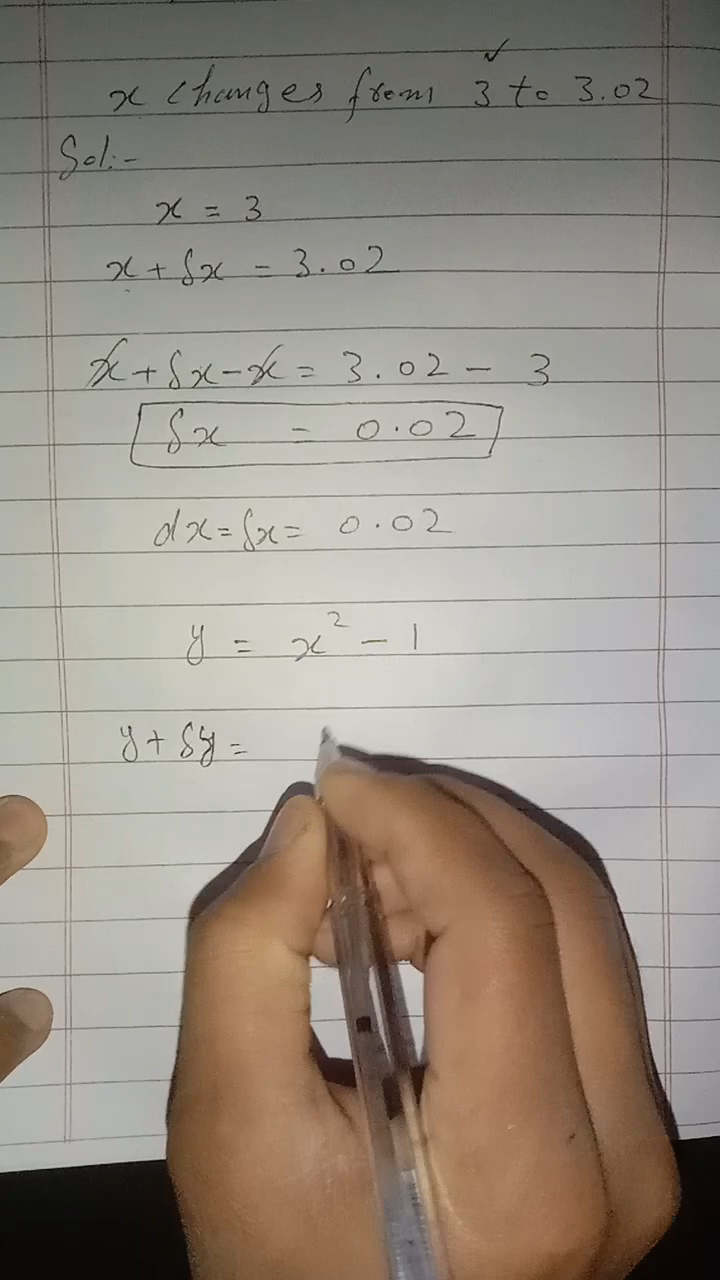 x changes from 3 to 3.02
Sol:-
x = 3
x + δx = 3.02
x + δx - x = 3.02 - 3
δx = 0.02
dx = δx = 0.02
y = x² - 1
y + δy =